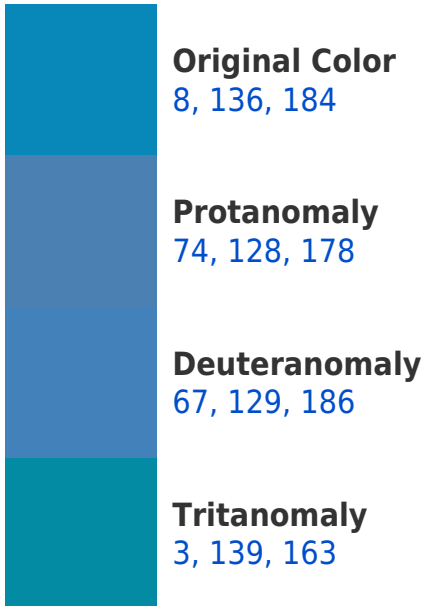 Original Color
8, 136, 184
Protanomaly
74, 128, 178
Deuteranomaly
67, 129, 186
Tritanomaly
3, 139, 163